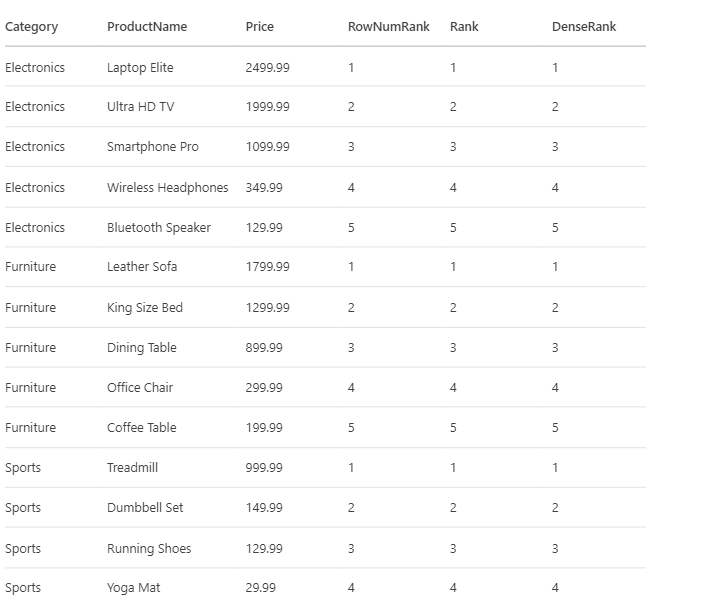 Category ProductName Price RowNumRank Rank DenseRank
Electronics Laptop Elite 2499.99 1 1 1
Electronics Ultra HD TV 1999.99 2 2 2
Electronics Smartphone Pro 1099.99 3 3 3
Electronics Wireless Headphones 349.99 4 4 4
Electronics Bluetooth Speaker 129.99 5 5 5
Furniture Leather Sofa 1799.99 1 1 1
Furniture King Size Bed 1299.99 2 2 2
Furniture Dining Table 899.99 3 3 3
Furniture Office Chair 299.99 4 4 4
Furniture Coffee Table 199.99 5 5 5
Sports Treadmill 999.99 1 1 1
Sports Dumbbell Set 149.99 2 2 2
Sports Running Shoes 129.99 3 3 3
Sports Yoga Mat 29.99 4 4 4